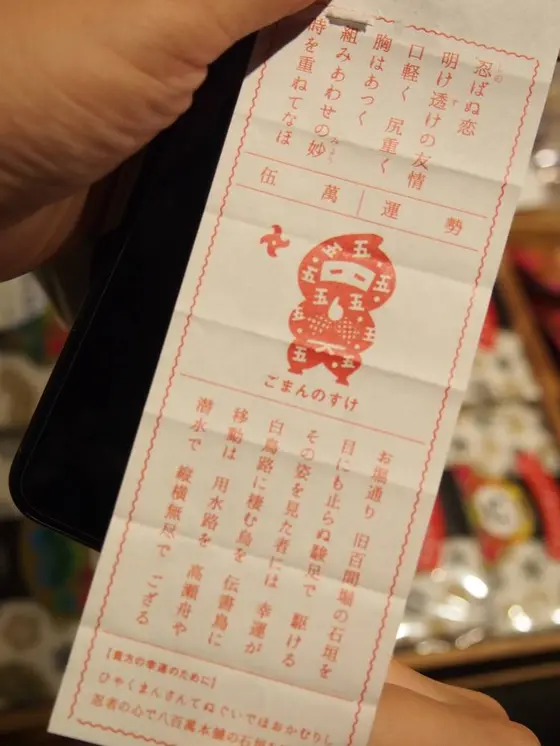 忍ばぬ恋
明け透けの友情
口軽く 尻重く
胸はあつく
組みあわせの妙
時を重ねてなほ
運勢
伍萬
ごまんのすけ
お堀通り 旧百間堀の石垣を
目にも止らぬ駿足で 駆ける
その姿を見た者には 幸運が
白鳥路に棲む鳥を 伝書鳥に
移動は 用水路を 高瀬舟や
潜水で 縦横無尽で ござる
【貴方の幸運のために】
ひゃくまんさんてぬぐいでほおかむりし
忍者の心で八百萬本舗の石垣